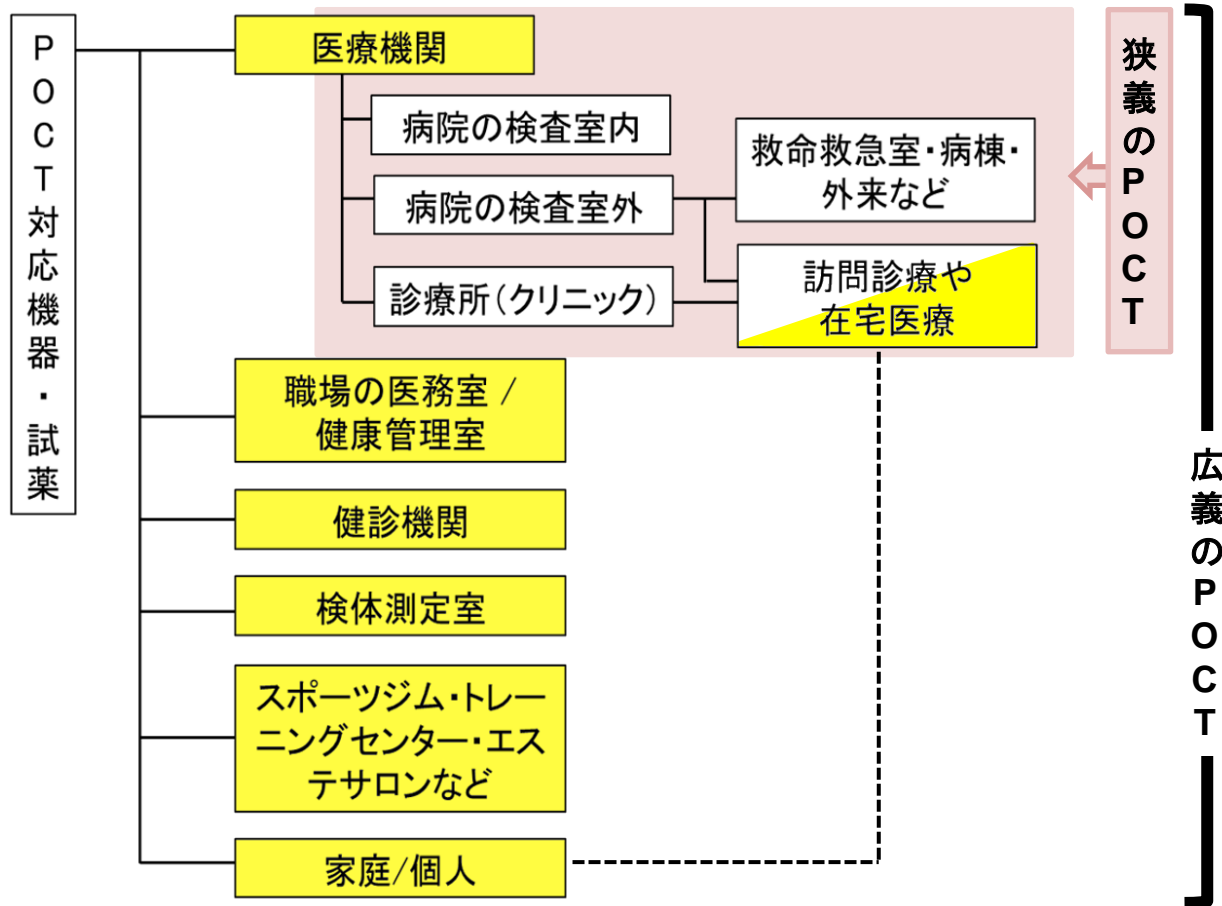 POCT対応機器・試薬
医療機関
病院の検査室内
病院の検査室外
診療所(クリニック)
救命救急室・病棟・
外来など
訪問診療や
在宅医療
職場の医務室 /
健康管理室
健診機関
検体測定室
スポーツジム・トレー
ニングセンター・エス
テサロンなど
家庭/個人
狭義のPOCT
広義のPOCT